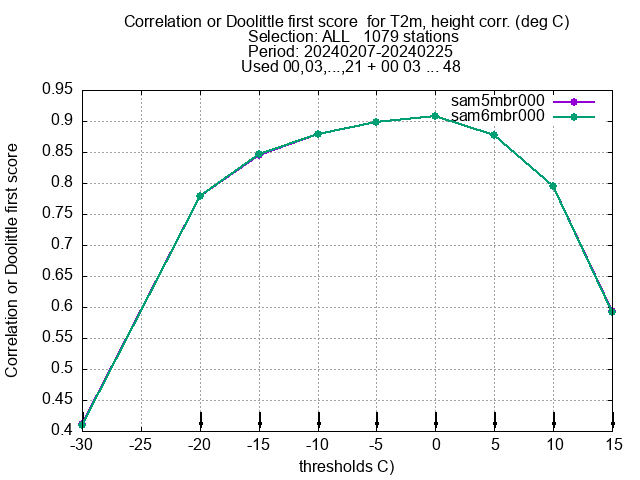 Correlation or Doolittle first score  for T2m, height corr. (deg C)
Selection: ALL   1079 stations
Period: 20240207-20240225
Used 00,03,...,21 + 00 03 ... 48
sam5mbr000
sam6mbr000
Correlation or Doolittle first score
0.95
0.9
0.85
0.8
0.75
0.7
0.65
0.6
0.55
0.5
0.45
0.4
-30 -25 -20 -15 -10 -5 0 5 10 15
thresholds C)